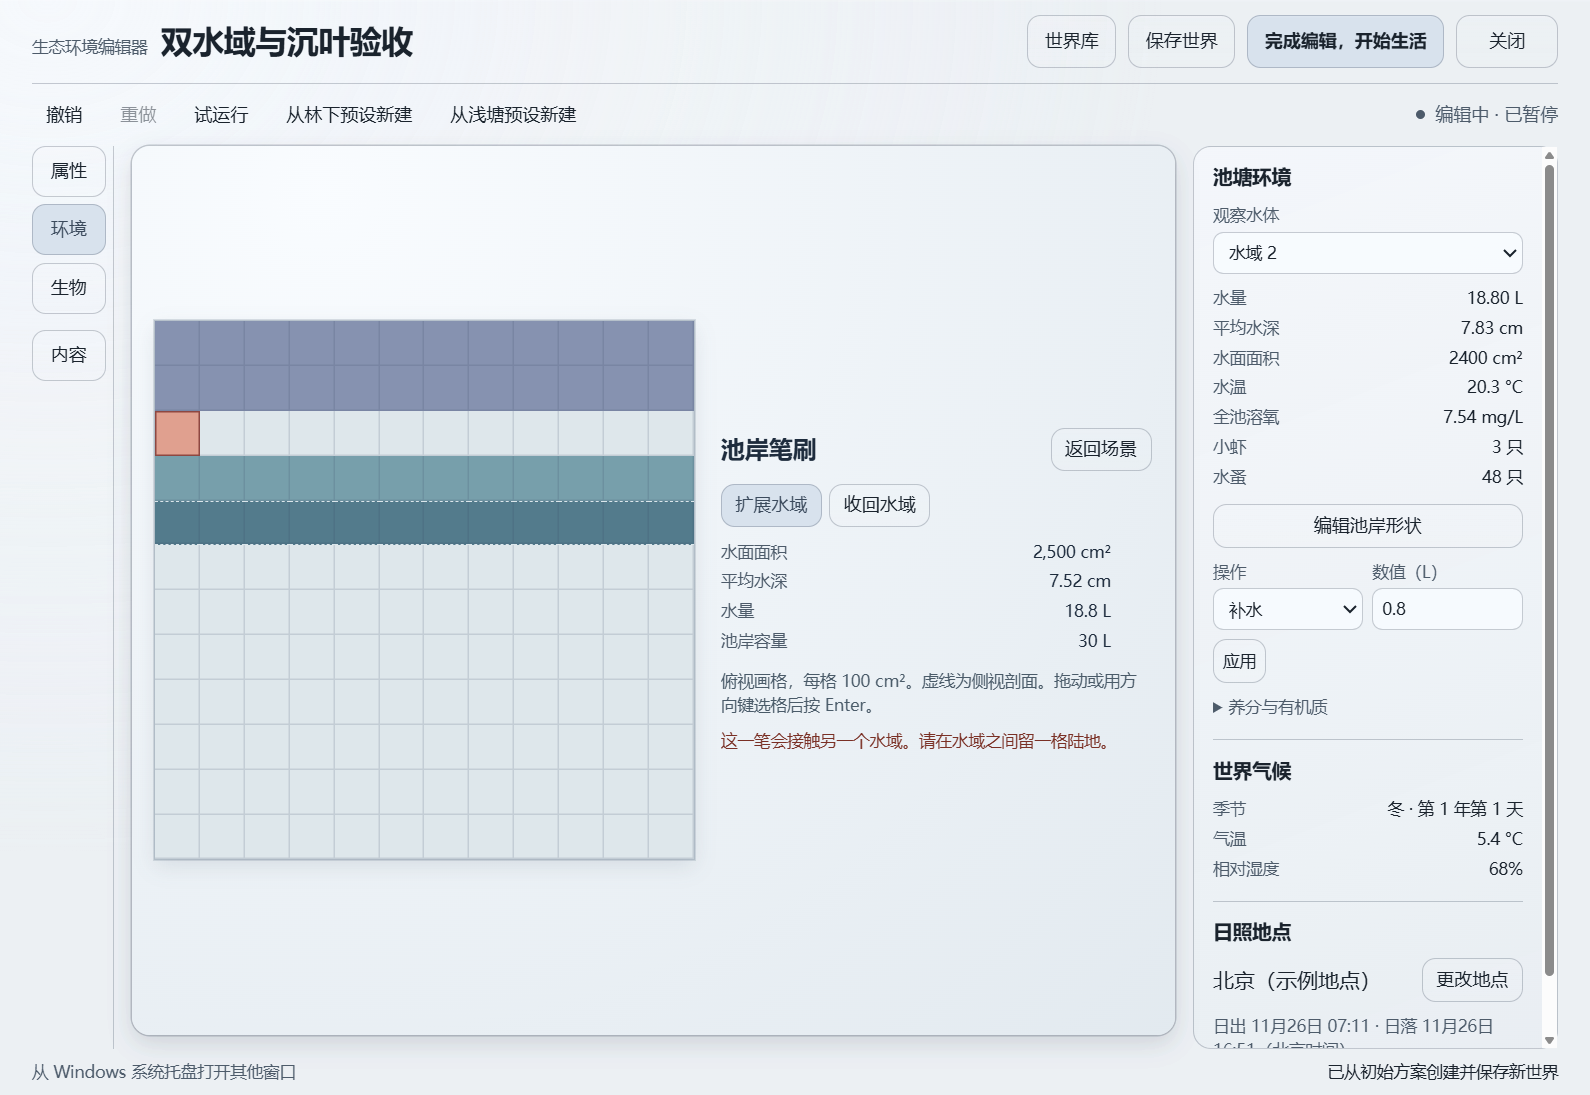 生态环境编辑器 双水域与沉叶验收
世界库 保存世界 完成编辑，开始生活 关闭
撤销 重做 试运行 从林下预设新建 从浅塘预设新建
编辑中 · 已暂停
属性
环境
生物
内容
池岸笔刷 返回场景
扩展水域 收回水域
水面面积 2,500 cm²
平均水深 7.52 cm
水量 18.8 L
池岸容量 30 L
俯视画格，每格 100 cm²。虚线为侧视剖面。拖动或用方
向键选格后按 Enter。
这一笔会接触另一个水域。请在水域之间留一格陆地。
池塘环境
观察水体
水域 2
水量 18.80 L
平均水深 7.83 cm
水面面积 2400 cm²
水温 20.3 °C
全池溶氧 7.54 mg/L
小虾 3 只
水蚤 48 只
编辑池岸形状
操作 数值（L）
补水 0.8
应用
养分与有机质
世界气候
季节 冬 · 第 1 年第 1 天
气温 5.4 °C
相对湿度 68%
日照地点
北京（示例地点） 更改地点
日出 11月26日 07:11 · 日落 11月26日
16:51（北京时间）
从 Windows 系统托盘打开其他窗口
已从初始方案创建并保存新世界